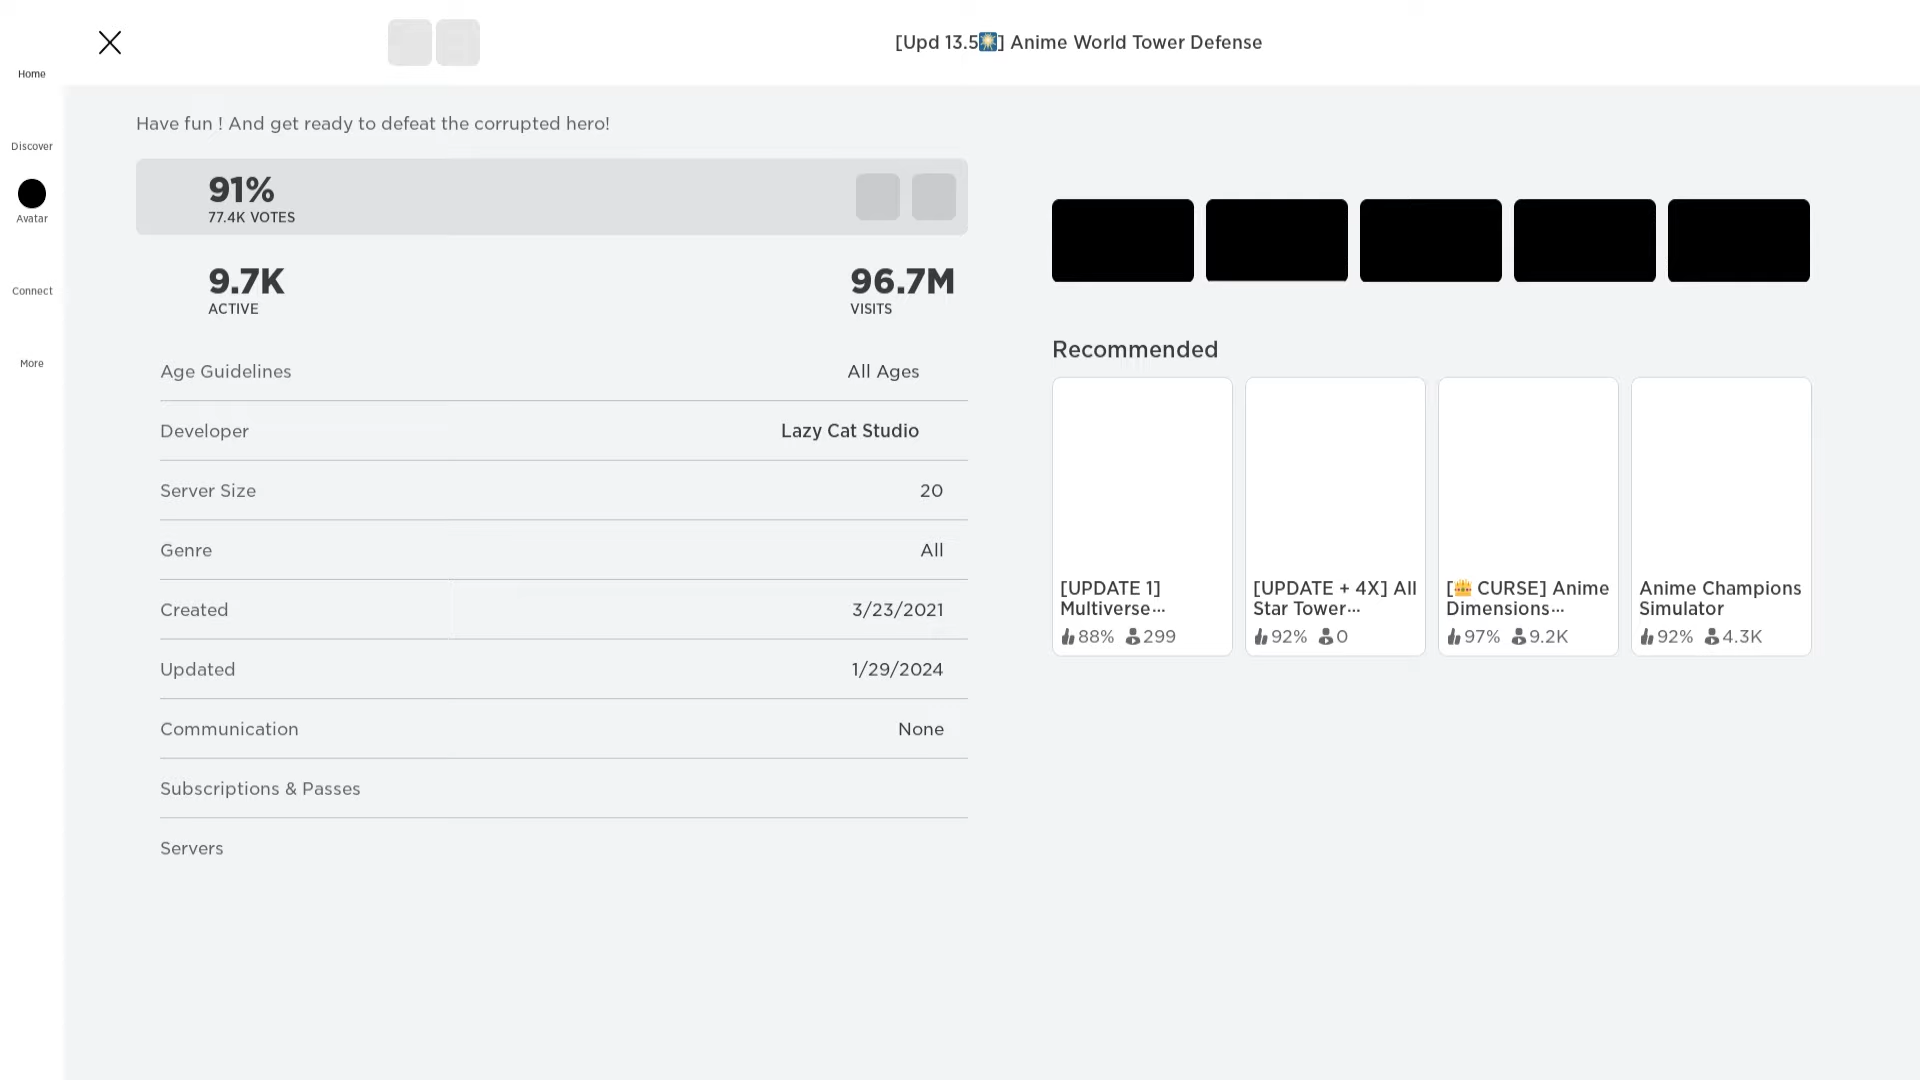 [Upd 13.5🎇] Anime World Tower Defense
Home
Discover
Avatar
Connect
More
Have fun ! And get ready to defeat the corrupted hero!
91%
77.4K VOTES
9.7K
ACTIVE
96.7M
VISITS
Age Guidelines All Ages
Developer Lazy Cat Studio
Server Size 20
Genre All
Created 3/23/2021
Updated 1/29/2024
Communication None
Subscriptions & Passes
Servers
Recommended
[UPDATE 1]
Multiverse...
88% 299
[UPDATE + 4X] All
Star Tower...
92% 0
[👑 CURSE] Anime
Dimensions...
97% 9.2K
Anime Champions
Simulator
92% 4.3K